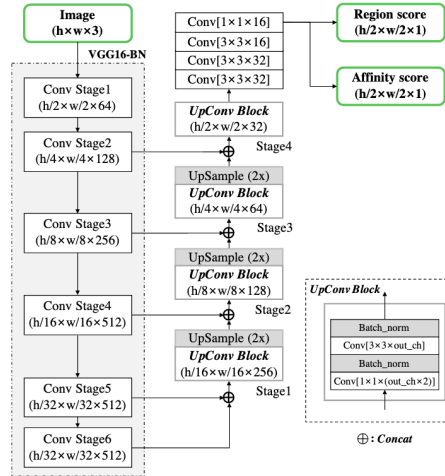 Image
(h×w×3)
VGG16-BN
Conv Stage1
(h/2×w/2×64)
Conv Stage2
(h/4×w/4×128)
Conv Stage3
(h/8×w/8×256)
Conv Stage4
(h/16×w/16×512)
Conv Stage5
(h/32×w/32×512)
Conv Stage6
(h/32×w/32×512)
Conv[1×1×16]
Conv[3×3×16]
Conv[3×3×32]
Conv[3×3×32]
UpConv Block
(h/2×w/2×32)
Stage4
UpSample (2x)
UpConv Block
(h/4×w/4×64)
Stage3
UpSample (2x)
UpConv Block
(h/8×w/8×128)
Stage2
UpSample (2x)
UpConv Block
(h/16×w/16×256)
Stage1
Region score
(h/2×w/2×1)
Affinity score
(h/2×w/2×1)
UpConv Block
Batch_norm
Conv[3×3×out_ch]
Batch_norm
Conv[1×1×(out_ch×2)]
⊕ : Concat